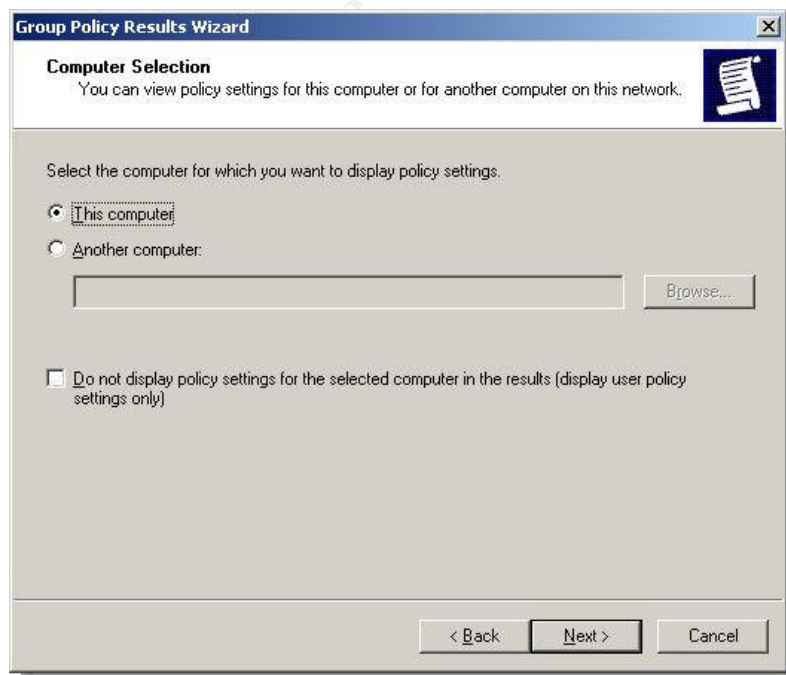 Group Policy Results Wizard
Computer Selection
You can view policy settings for this computer or for another computer on this network.
Select the computer for which you want to display policy settings.
This computer
Another computer:
Browse...
Do not display policy settings for the selected computer in the results (display user policy
settings only)
< Back
Next >
Cancel